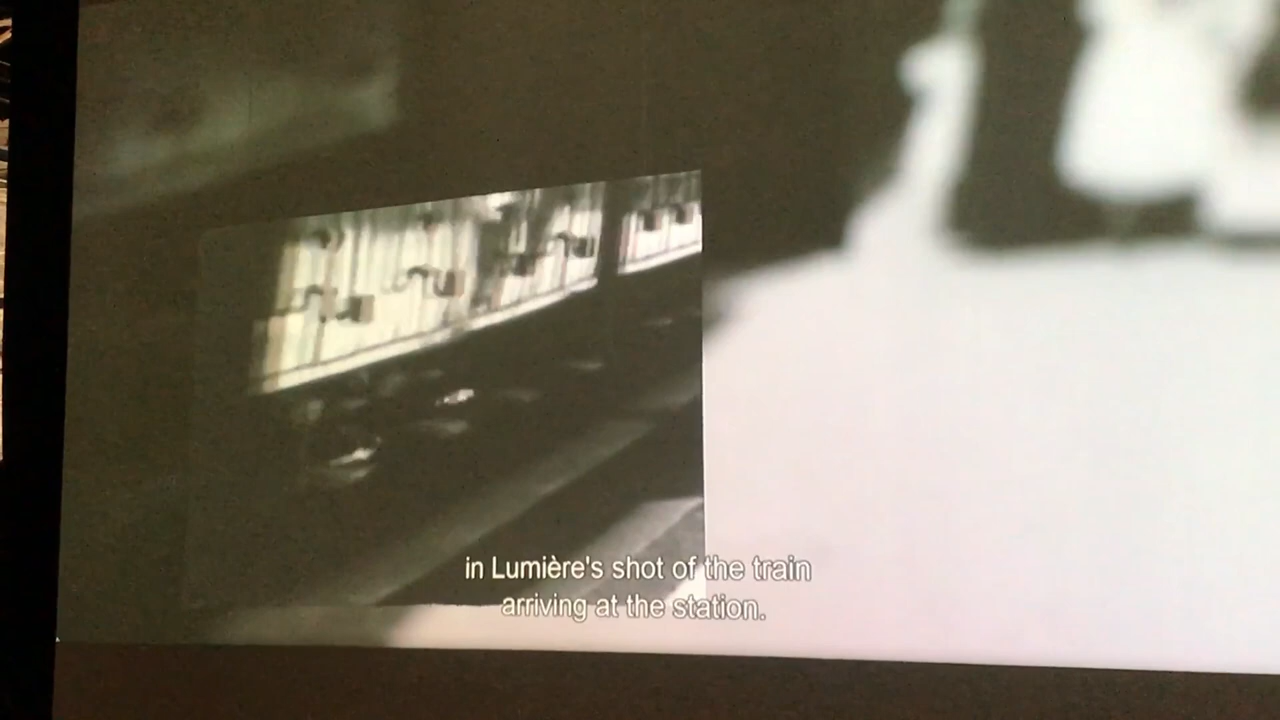 in Lumière's shot of the train
arriving at the station.